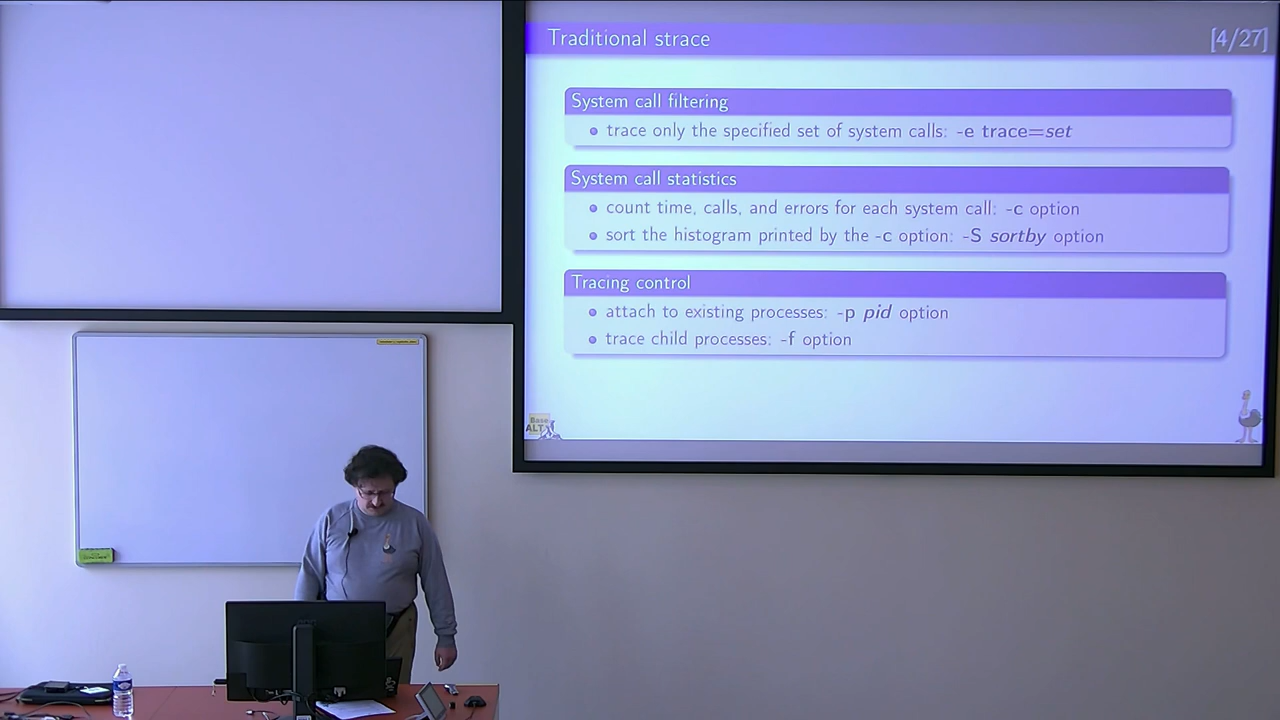 Traditional strace [4/27]
System call filtering
• trace only the specified set of system calls: -e trace=set
System call statistics
• count time, calls, and errors for each system call: -c option
• sort the histogram printed by the -c option: -S sortby option
Tracing control
• attach to existing processes: -p pid option
• trace child processes: -f option
Base
ALT